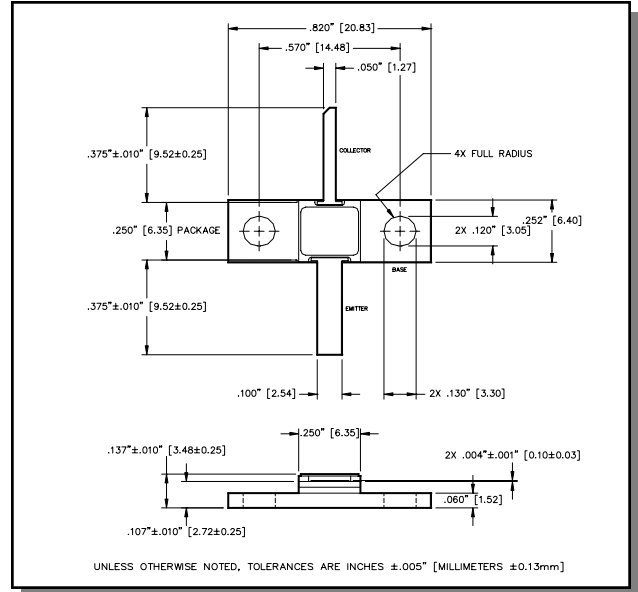 .820" [20.83]
.570" [14.48]
.050" [1.27]
.375"±.010" [9.52±0.25]
COLLECTOR
4X FULL RADIUS
.250" [6.35] PACKAGE
2X .120" [3.05]
.252" [6.40]
BASE
.375"±.010" [9.52±0.25]
EMITTER
.100" [2.54]
2X .130" [3.30]
.250" [6.35]
.137"±.010" [3.48±0.25]
2X .004"±.001" [0.10±0.03]
.060" [1.52]
.107"±.010" [2.72±0.25]
UNLESS OTHERWISE NOTED, TOLERANCES ARE INCHES ±.005" [MILLIMETERS ±0.13mm]